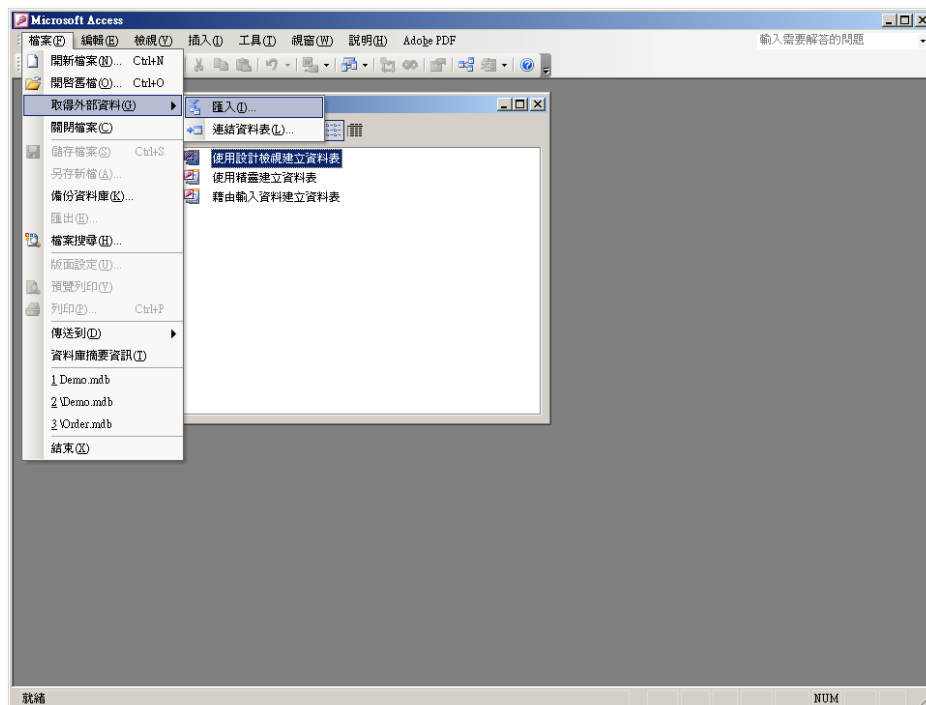 Microsoft Access
檔案(F) 編輯(E) 檢視(V) 插入(I) 工具(T) 視窗(W) 說明(H) Adobe PDF 輸入需要解答的問題
開新檔案(N)... Ctrl+N
開啟舊檔(O)... Ctrl+O
取得外部資料(G)
匯入(I)...
關閉檔案(C)
連結資料表(L)...
儲存檔案(S) Ctrl+S
使用設計檢視建立資料表
另存新檔(A)...
使用精靈建立資料表
備份資料庫(K)...
藉由輸入資料建立資料表
匯出(E)...
檔案搜尋(H)...
版面設定(U)...
預覽列印(V)
列印(P)... Ctrl+P
傳送到(D)
資料庫摘要資訊(T)
1 Demo.mdb
2 \Demo.mdb
3 \Order.mdb
結束(X)
就緒 NUM